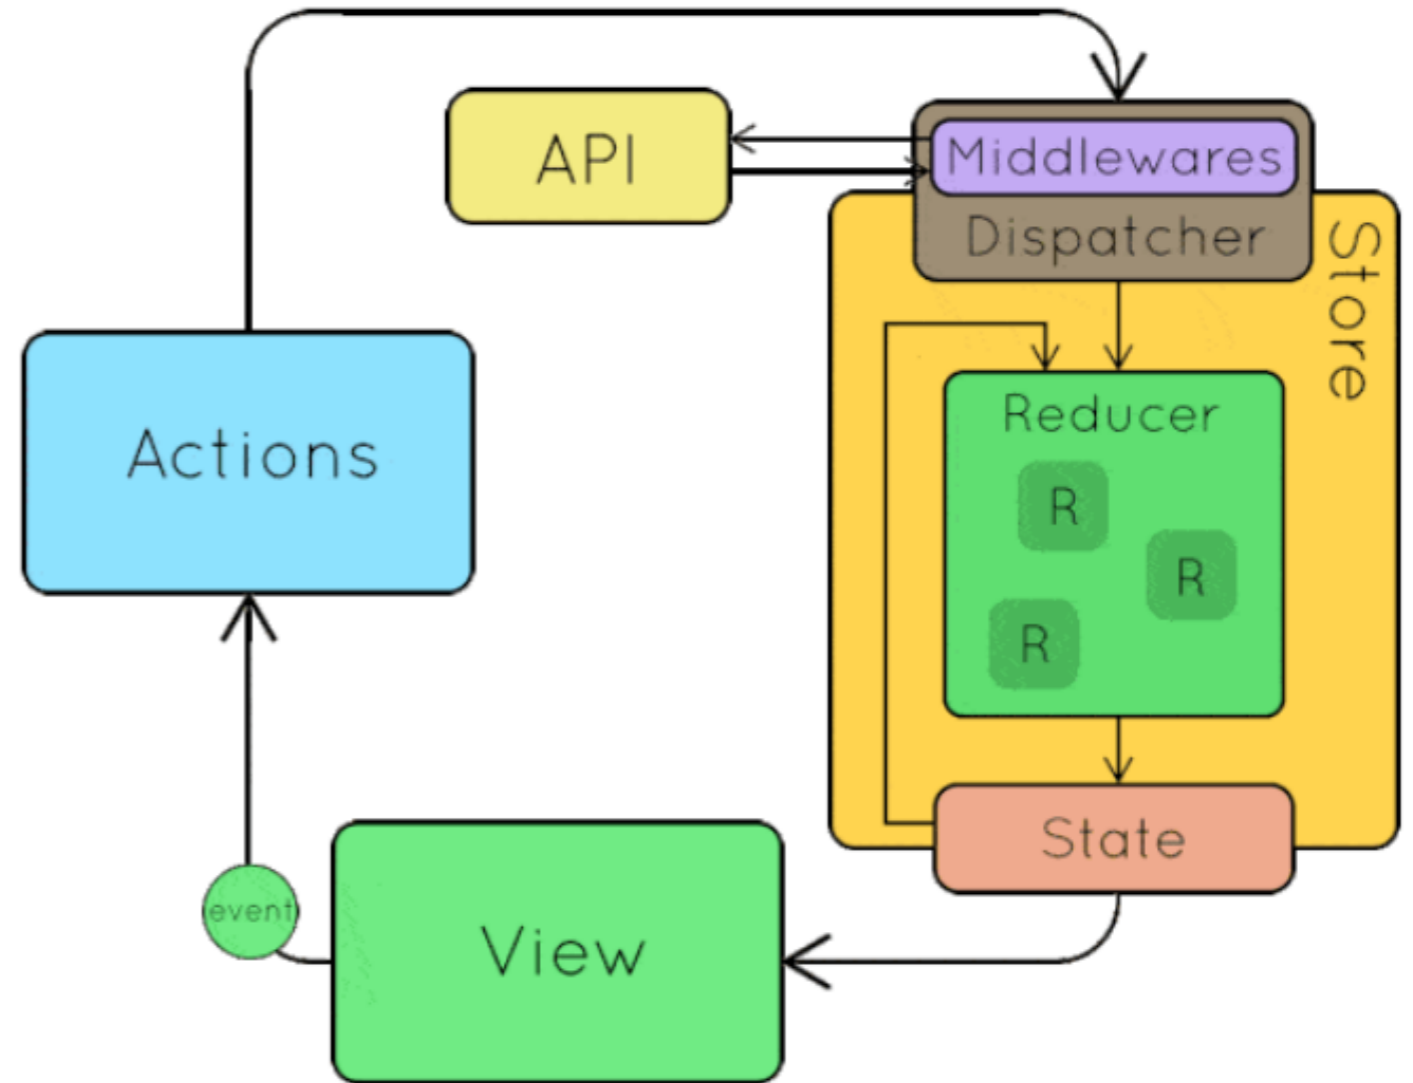 API
Middlewares
Dispatcher
Store
Actions
Reducer
R
R
R
State
event
View